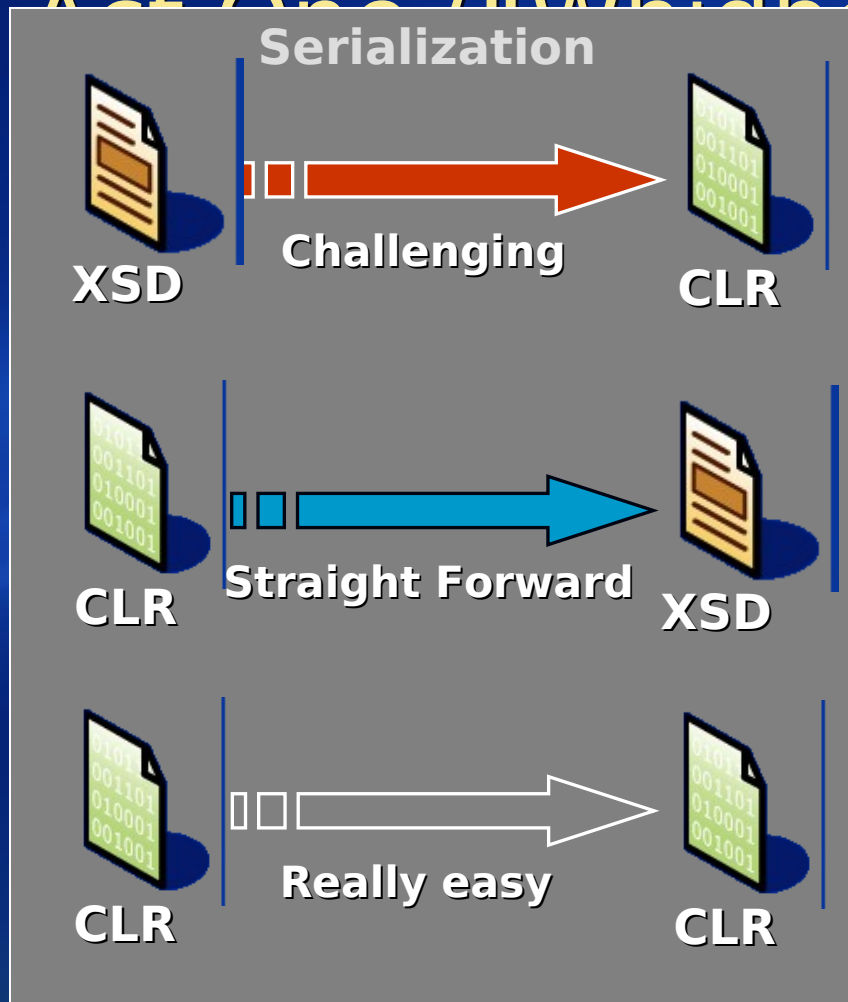 Serialization
XSD
Challenging
CLR
CLR
Straight Forward
XSD
CLR
Really easy
CLR